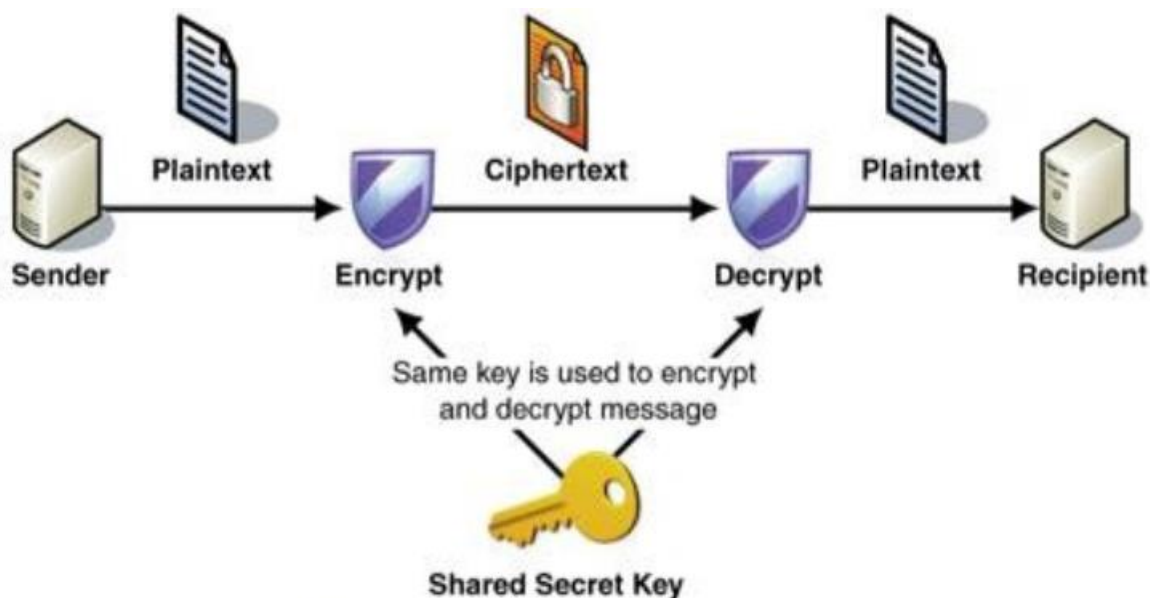 Plaintext
Ciphertext
Plaintext
Sender
Encrypt
Decrypt
Recipient
Same key is used to encrypt
and decrypt message
Shared Secret Key